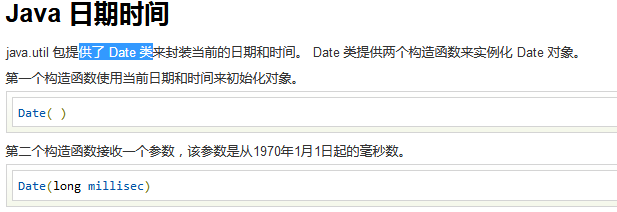 Java 日期时间
java.util 包提供了 Date 类来封装当前的日期和时间。 Date 类提供两个构造函数来实例化 Date 对象。
第一个构造函数使用当前日期和时间来初始化对象。
Date( )
第二个构造函数接收一个参数，该参数是从1970年1月1日起的毫秒数。
Date(long millisec)